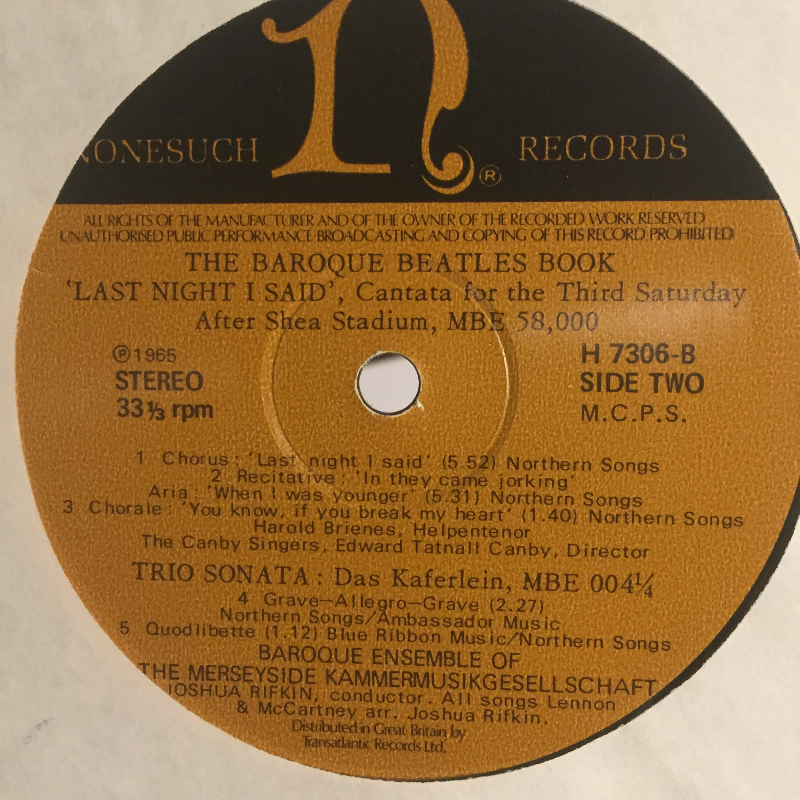 n
NONESUCH RECORDS ®
ALL RIGHTS OF THE MANUFACTURER AND OF THE OWNER OF THE RECORDED WORK RESERVED
UNAUTHORISED PUBLIC PERFORMANCE BROADCASTING AND COPYING OF THIS RECORD PROHIBITED
THE BAROQUE BEATLES BOOK
'LAST NIGHT I SAID', Cantata for the Third Saturday
After Shea Stadium, MBE 58,000
℗1965
STEREO
33⅓ rpm
H 7306-B
SIDE TWO
M.C.P.S.
1 Chorus: 'Last night I said' (5.52) Northern Songs
2 Recitative: 'In they came jorking'
Aria: 'When I was younger' (5.31) Northern Songs
3 Chorale: 'You know, if you break my heart' (1.40) Northern Songs
Harold Brienes, Helpentenor
The Canby Singers, Edward Tatnall Canby, Director
TRIO SONATA: Das Kaferlein, MBE 004¼
4 Grave—Allegro—Grave (2.27)
Northern Songs/Ambassador Music
5 Quodlibette (1.12) Blue Ribbon Music/Northern Songs
BAROQUE ENSEMBLE OF
THE MERSEYSIDE KAMMERMUSIKGESELLSCHAFT
JOSHUA RIFKIN, conductor. All songs Lennon
& McCartney arr. Joshua Rifkin.
Distributed in Great Britain by
Transatlantic Records Ltd.